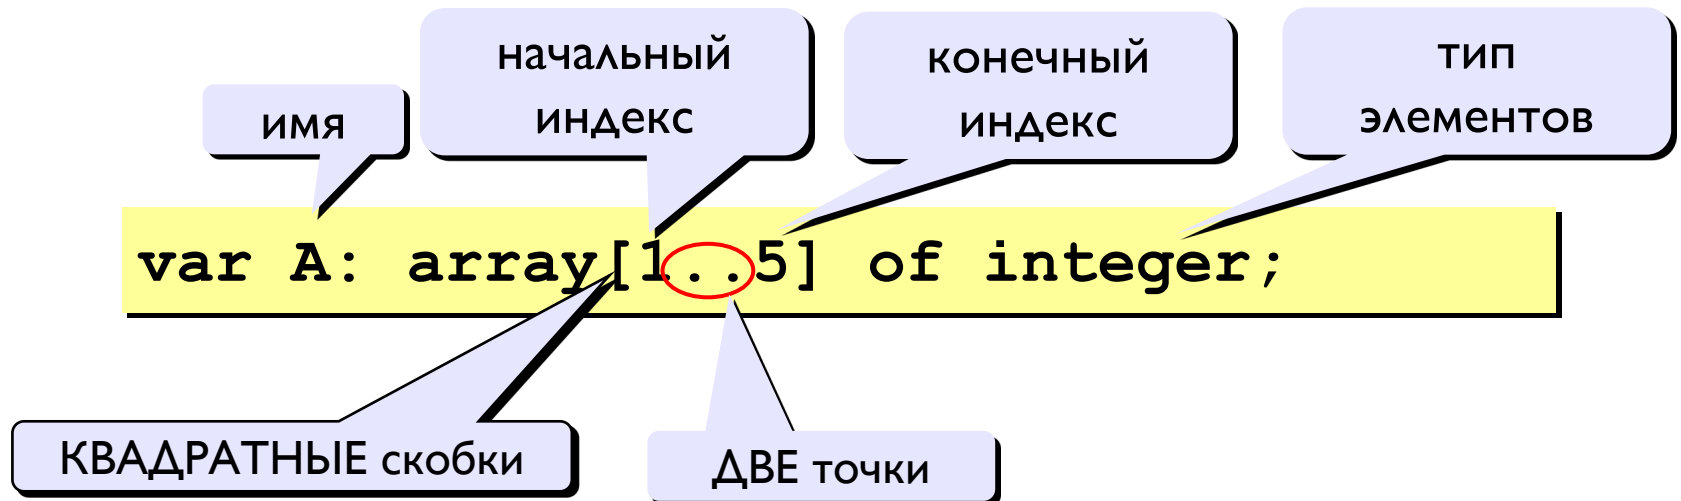 начальный
индекс
конечный
индекс
тип
элементов
имя
var A: array[1..5] of integer;
КВАДРАТНЫЕ скобки
ДВЕ точки